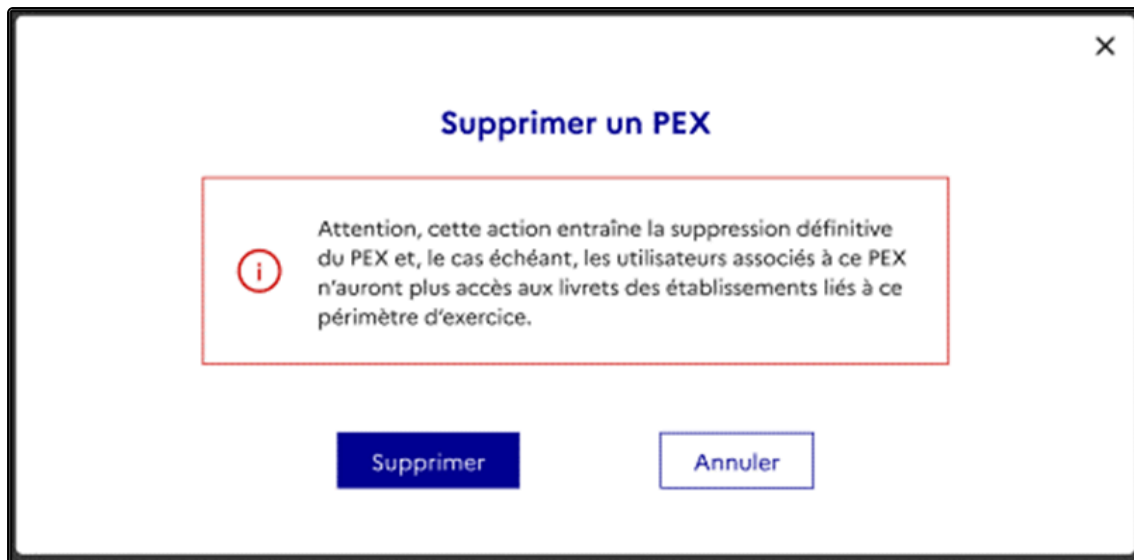 Supprimer un PEX
Attention, cette action entraîne la suppression définitive
du PEX et, le cas échéant, les utilisateurs associés à ce PEX
n'auront plus accès aux livrets des établissements liés à ce
périmètre d'exercice.
Supprimer
Annuler